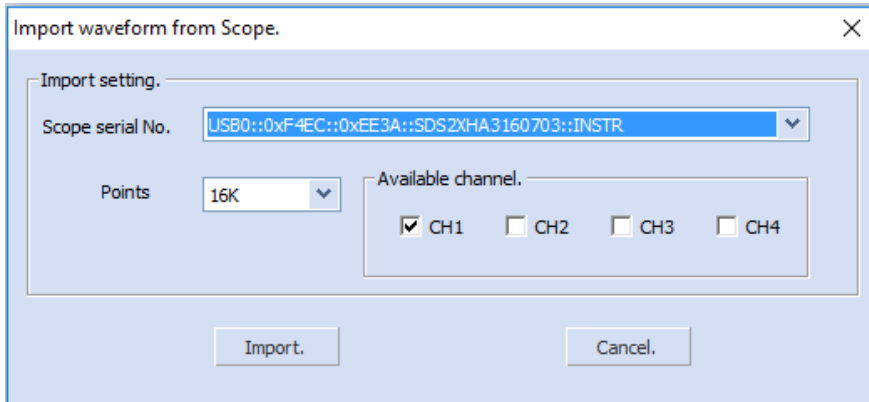 Import waveform from Scope.
Import setting.
Scope serial No.
USB0::0xF4EC::0xEE3A::SDS2XHA3160703::INSTR
Points
16K
Available channel.
CH1
CH2
CH3
CH4
Import.
Cancel.